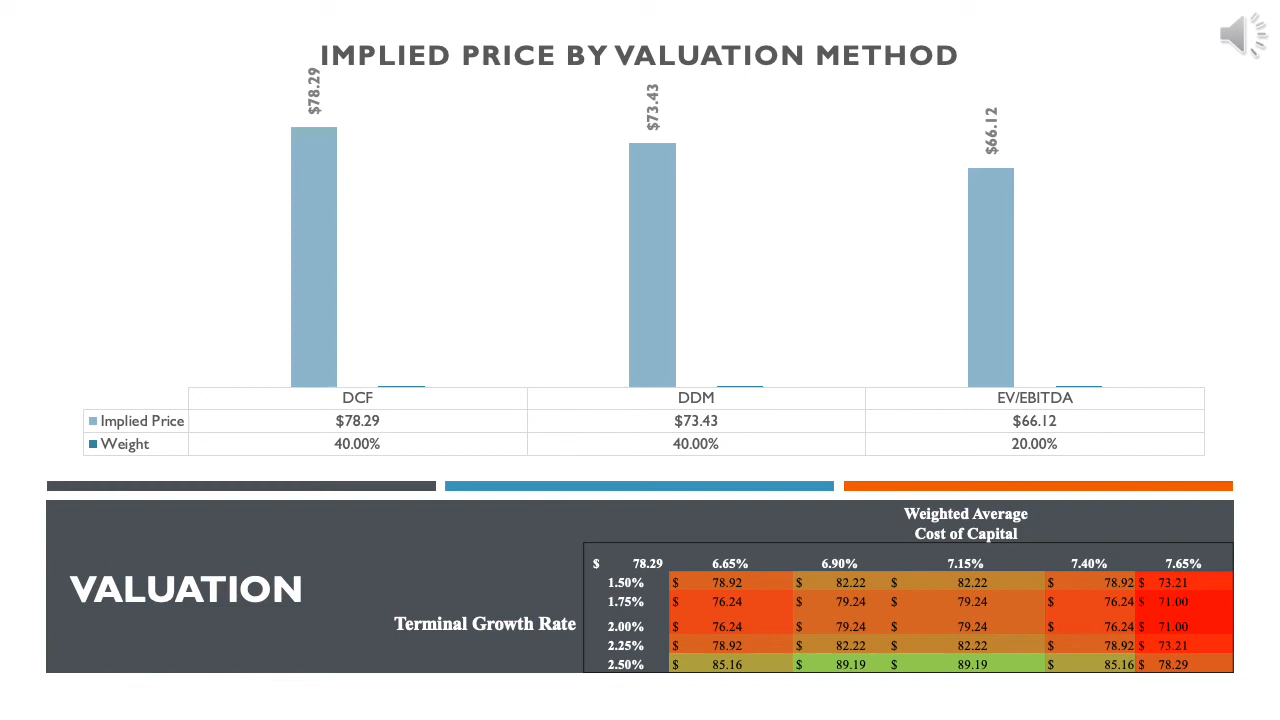 IMPLIED PRICE BY VALUATION METHOD
$78.29
$73.43
$66.12
DCF DDM EV/EBITDA
Implied Price $78.29 $73.43 $66.12
Weight 40.00% 40.00% 20.00%
VALUATION
Weighted Average
Cost of Capital
Terminal Growth Rate
$ 78.29 6.65% 6.90% 7.15% 7.40% 7.65%
1.50% $ 78.92 $ 82.22 $ 82.22 $ 78.92 $ 73.21
1.75% $ 76.24 $ 79.24 $ 79.24 $ 76.24 $ 71.00
2.00% $ 76.24 $ 79.24 $ 79.24 $ 76.24 $ 71.00
2.25% $ 78.92 $ 82.22 $ 82.22 $ 78.92 $ 73.21
2.50% $ 85.16 $ 89.19 $ 89.19 $ 85.16 $ 78.29